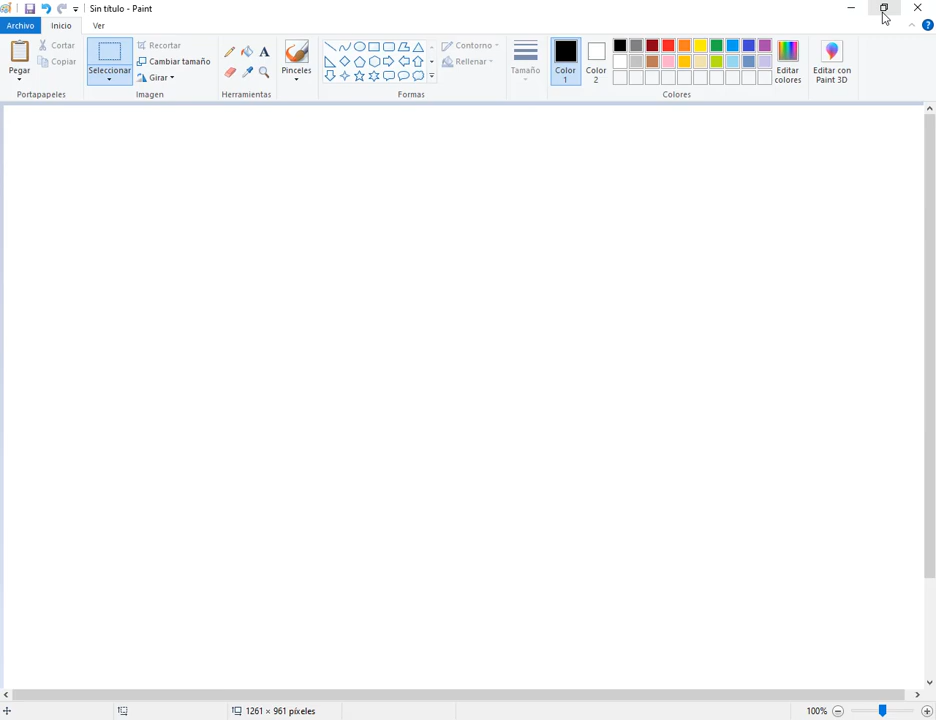 Sin título - Paint
Archivo Inicio Ver
Pegar
Cortar
Copiar
Portapapeles
Seleccionar
Recortar
Cambiar tamaño
Girar
Imagen
A
Herramientas
Pinceles
Contorno
Rellenar
Formas
Tamaño
Color
1
Color
2
Editar
colores
Colores
Editar con
Paint 3D
1261 × 961 píxeles
100%